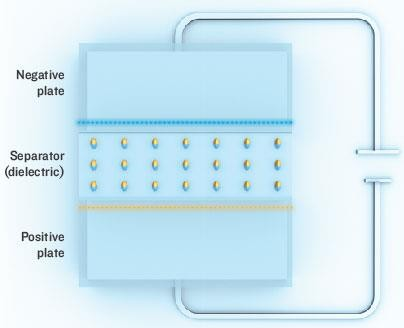 Negative
plate
Separator
(dielectric)
Positive
plate